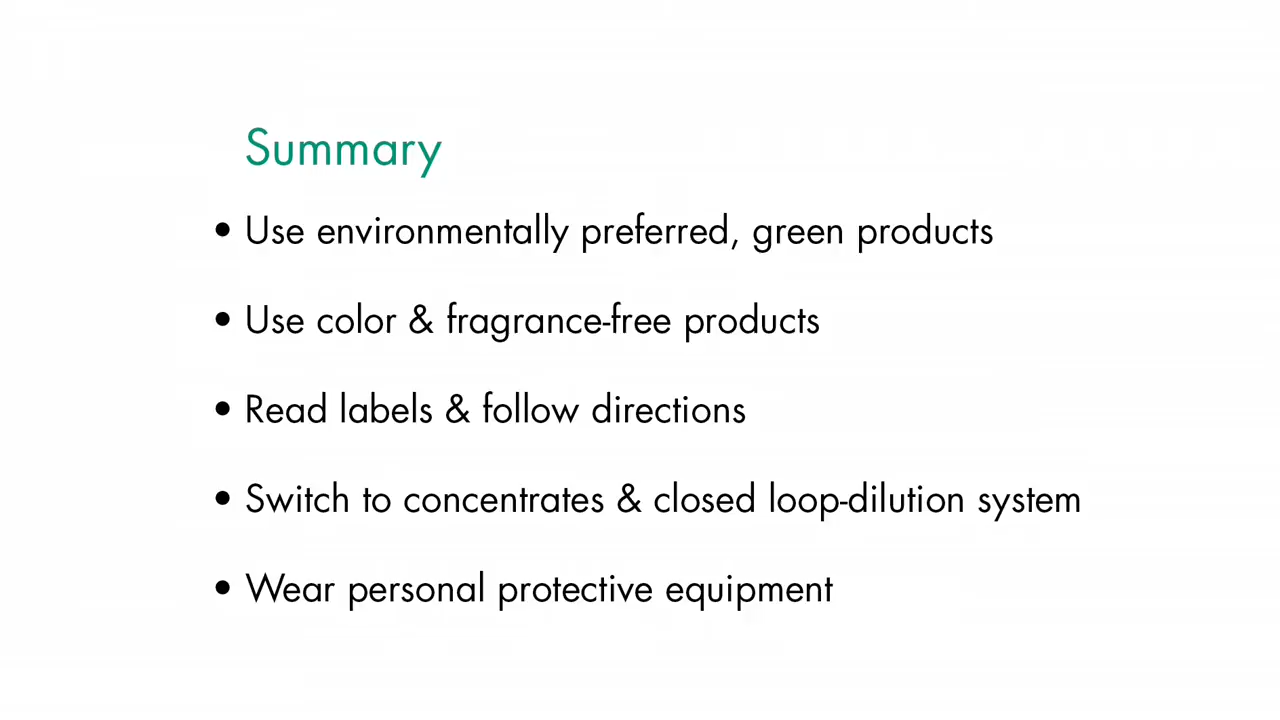 Summary
• Use environmentally preferred, green products
• Use color & fragrance-free products
• Read labels & follow directions
• Switch to concentrates & closed loop-dilution system
• Wear personal protective equipment